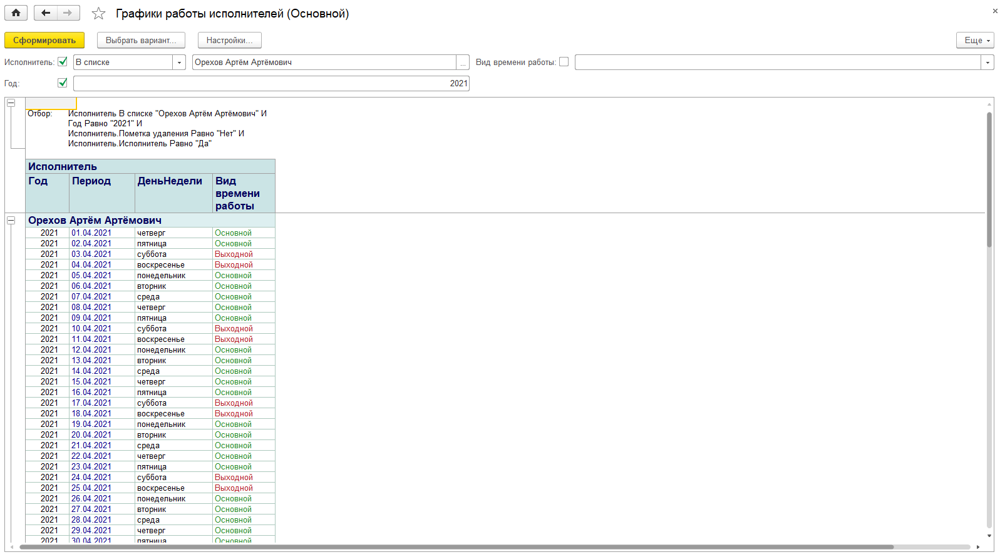 Графики работы исполнителей (Основной)
×
Сформировать Выбрать вариант... Настройки... Еще
Исполнитель: В списке Орехов Артём Артёмович ... Вид времени работы:
Год: 2021
Отбор: Исполнитель В списке "Орехов Артём Артёмович" И
Год Равно "2021" И
Исполнитель.Пометка удаления Равно "Нет" И
Исполнитель.Исполнитель Равно "Да"
Исполнитель
Год Период ДеньНедели Вид
времени
работы
Орехов Артём Артёмович
2021 01.04.2021 четверг Основной
2021 02.04.2021 пятница Основной
2021 03.04.2021 суббота Выходной
2021 04.04.2021 воскресенье Выходной
2021 05.04.2021 понедельник Основной
2021 06.04.2021 вторник Основной
2021 07.04.2021 среда Основной
2021 08.04.2021 четверг Основной
2021 09.04.2021 пятница Основной
2021 10.04.2021 суббота Выходной
2021 11.04.2021 воскресенье Выходной
2021 12.04.2021 понедельник Основной
2021 13.04.2021 вторник Основной
2021 14.04.2021 среда Основной
2021 15.04.2021 четверг Основной
2021 16.04.2021 пятница Основной
2021 17.04.2021 суббота Выходной
2021 18.04.2021 воскресенье Выходной
2021 19.04.2021 понедельник Основной
2021 20.04.2021 вторник Основной
2021 21.04.2021 среда Основной
2021 22.04.2021 четверг Основной
2021 23.04.2021 пятница Основной
2021 24.04.2021 суббота Выходной
2021 25.04.2021 воскресенье Выходной
2021 26.04.2021 понедельник Основной
2021 27.04.2021 вторник Основной
2021 28.04.2021 среда Основной
2021 29.04.2021 четверг Основной
2021 30.04.2021 пятница Основной